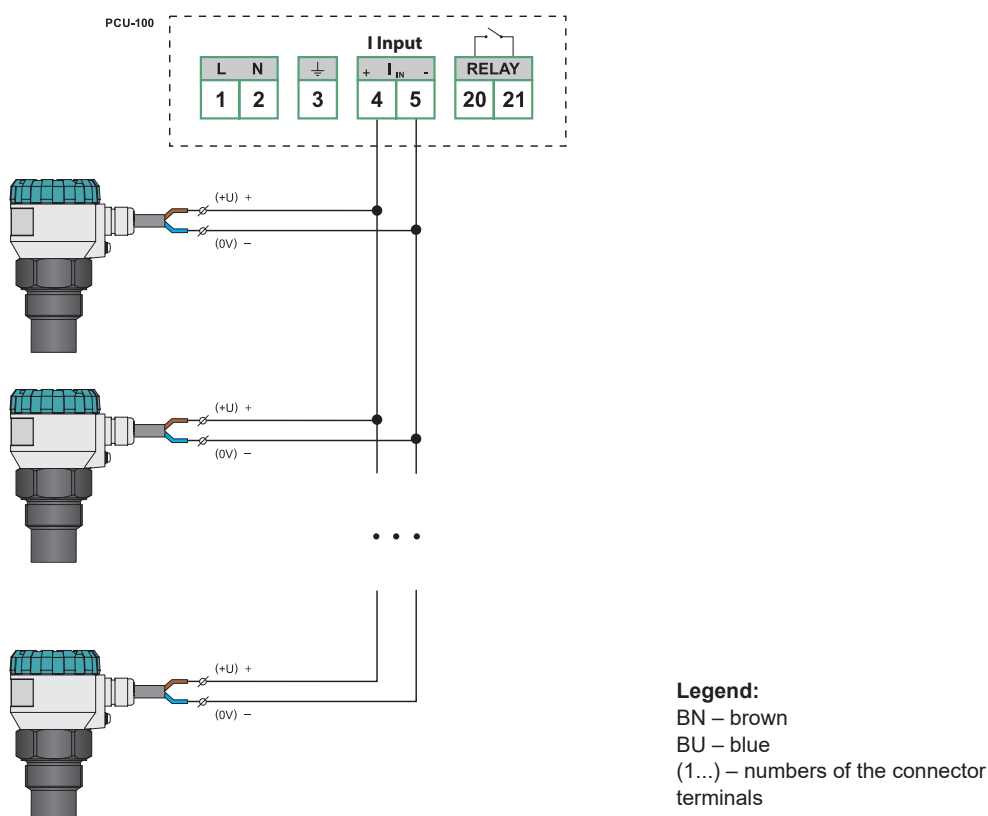 PCU-100
I Input
L N
⏚
+ I IN -
RELAY
1 2
3
4 5
20 21
(+U) +
(0V) –
(+U) +
(0V) –
(+U) +
(0V) –
Legend:
BN – brown
BU – blue
(1...) – numbers of the connector
terminals